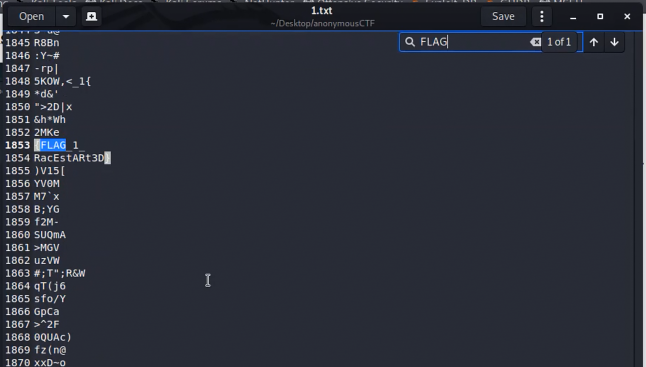 Open
1.txt
~/Desktop/anonymousCTF
Save
FLAG
1 of 1
1845 R8Bn
1846 :Y~#
1847 -rp|
1848 5KOW,<_1{
1849 *d&'
1850 ">2D|x
1851 &h*Wh
1852 2MKe
1853 {FLAG_1_
1854 RacEstARt3D}
1855 )V15[
1856 YV0M
1857 M7`x
1858 B;YG
1859 f2M-
1860 SUQmA
1861 >MGV
1862 uzVW
1863 #;T";R&W
1864 qT(j6
1865 sfo/Y
1866 GpCa
1867 >^2F
1868 0QUAc)
1869 fz(n@
1870 xxD~o